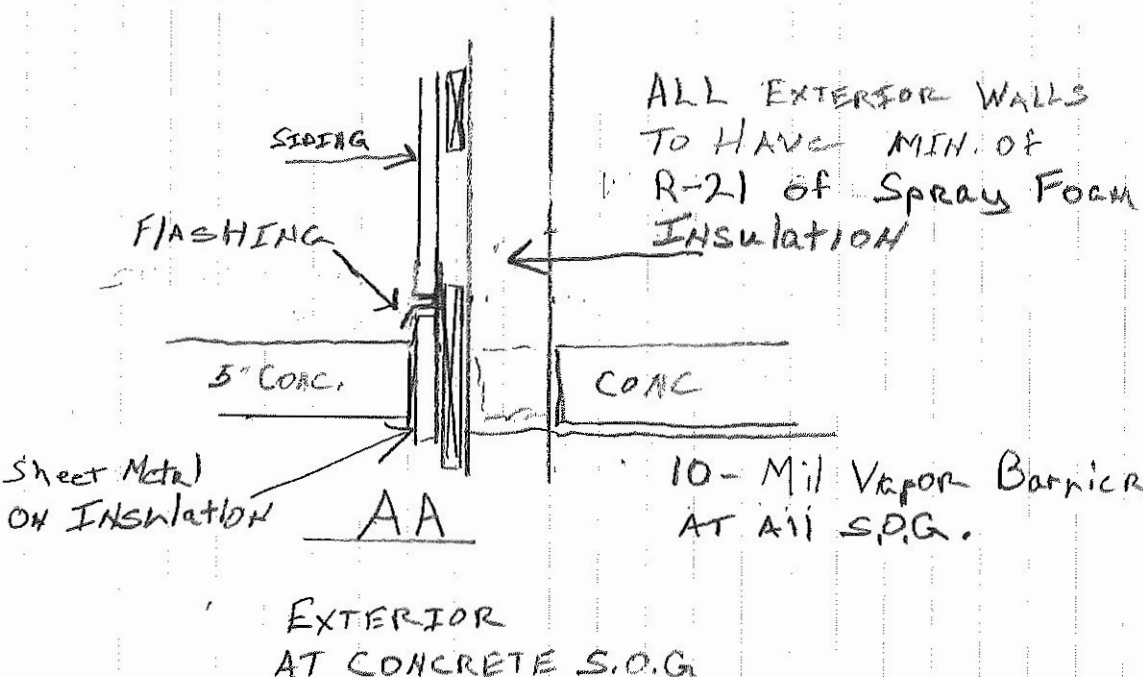 ALL EXTERIOR WALLS
TO HAVE MIN. OF
R-21 of Spray Foam
INSulatION
SIDING
FlASHING
5" CONC.
CONC
Sheet Metal
ON INSulatION
AA
10-Mil Vapor Barrier
AT All S.O.G.
EXTERIOR
AT CONCRETE S.O.G